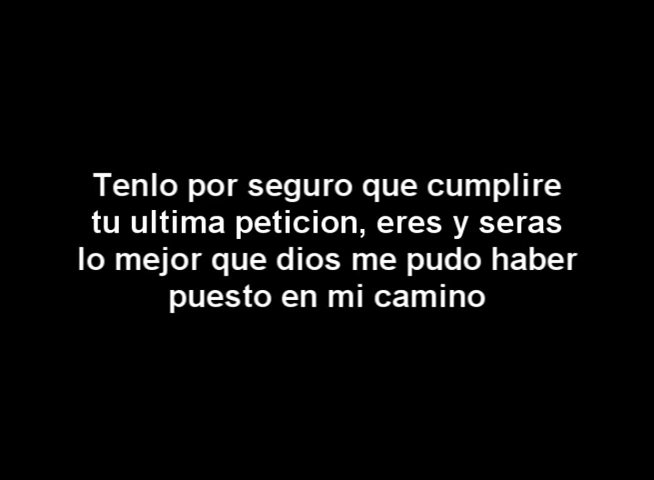 Tenlo por seguro que cumplire
tu ultima peticion, eres y seras
lo mejor que dios me pudo haber
puesto en mi camino